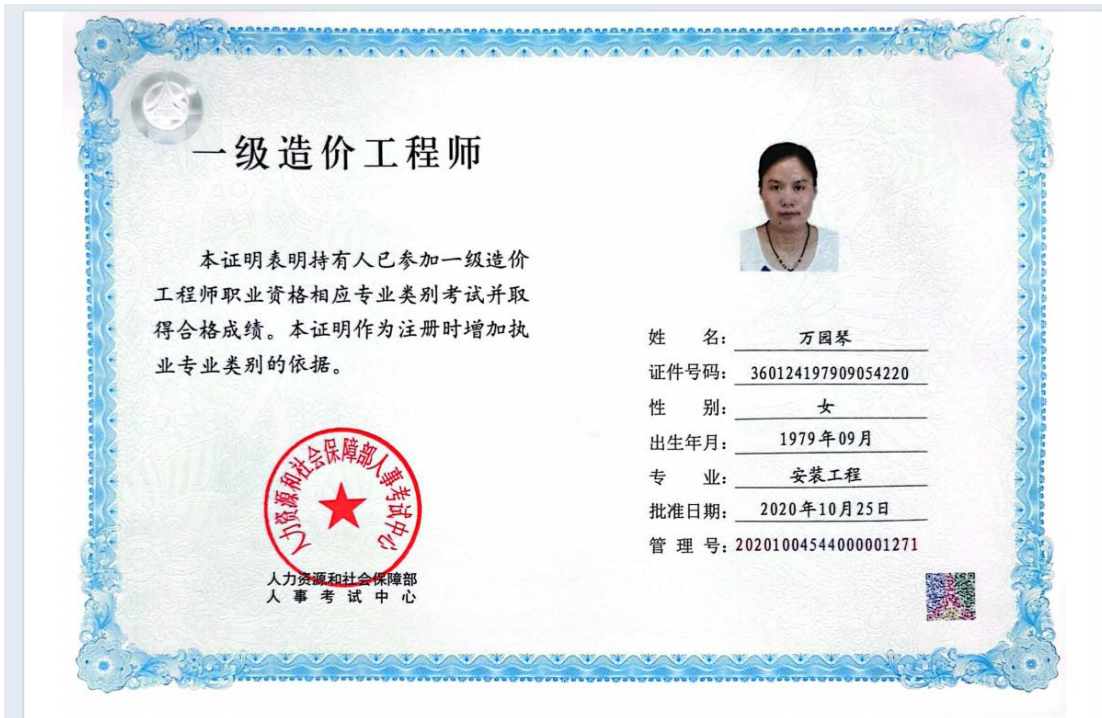 一级造价工程师
本证明表明持有人已参加一级造价
工程师职业资格相应专业类别考试并取
得合格成绩。本证明作为注册时增加执
业专业类别的依据。
人力资源和社会保障部人事考试中心
人力资源和社会保障部
人事考试中心
姓 名: 万园琴
证件号码: 360124197909054220
性 别: 女
出生年月: 1979年09月
专 业: 安装工程
批准日期: 2020年10月25日
管 理 号: 20201004544000001271